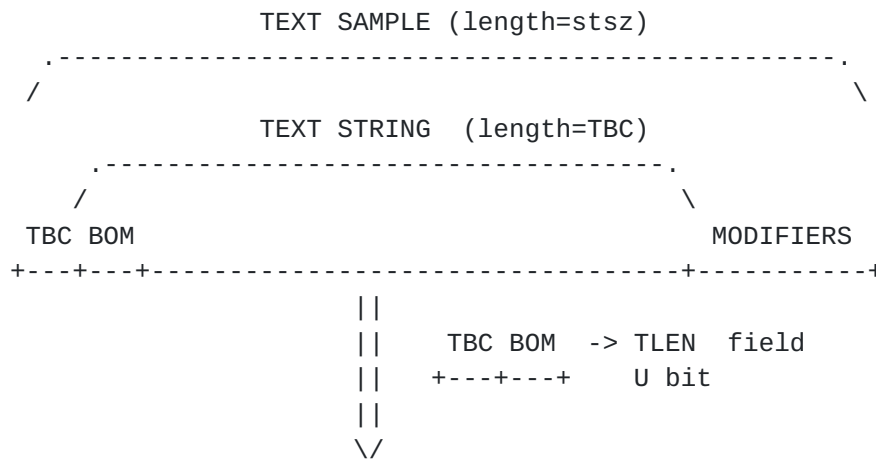 TEXT SAMPLE (length=stsz)
TEXT STRING  (length=TBC)
TBC BOM MODIFIERS
TBC BOM  -> TLEN  field
U bit